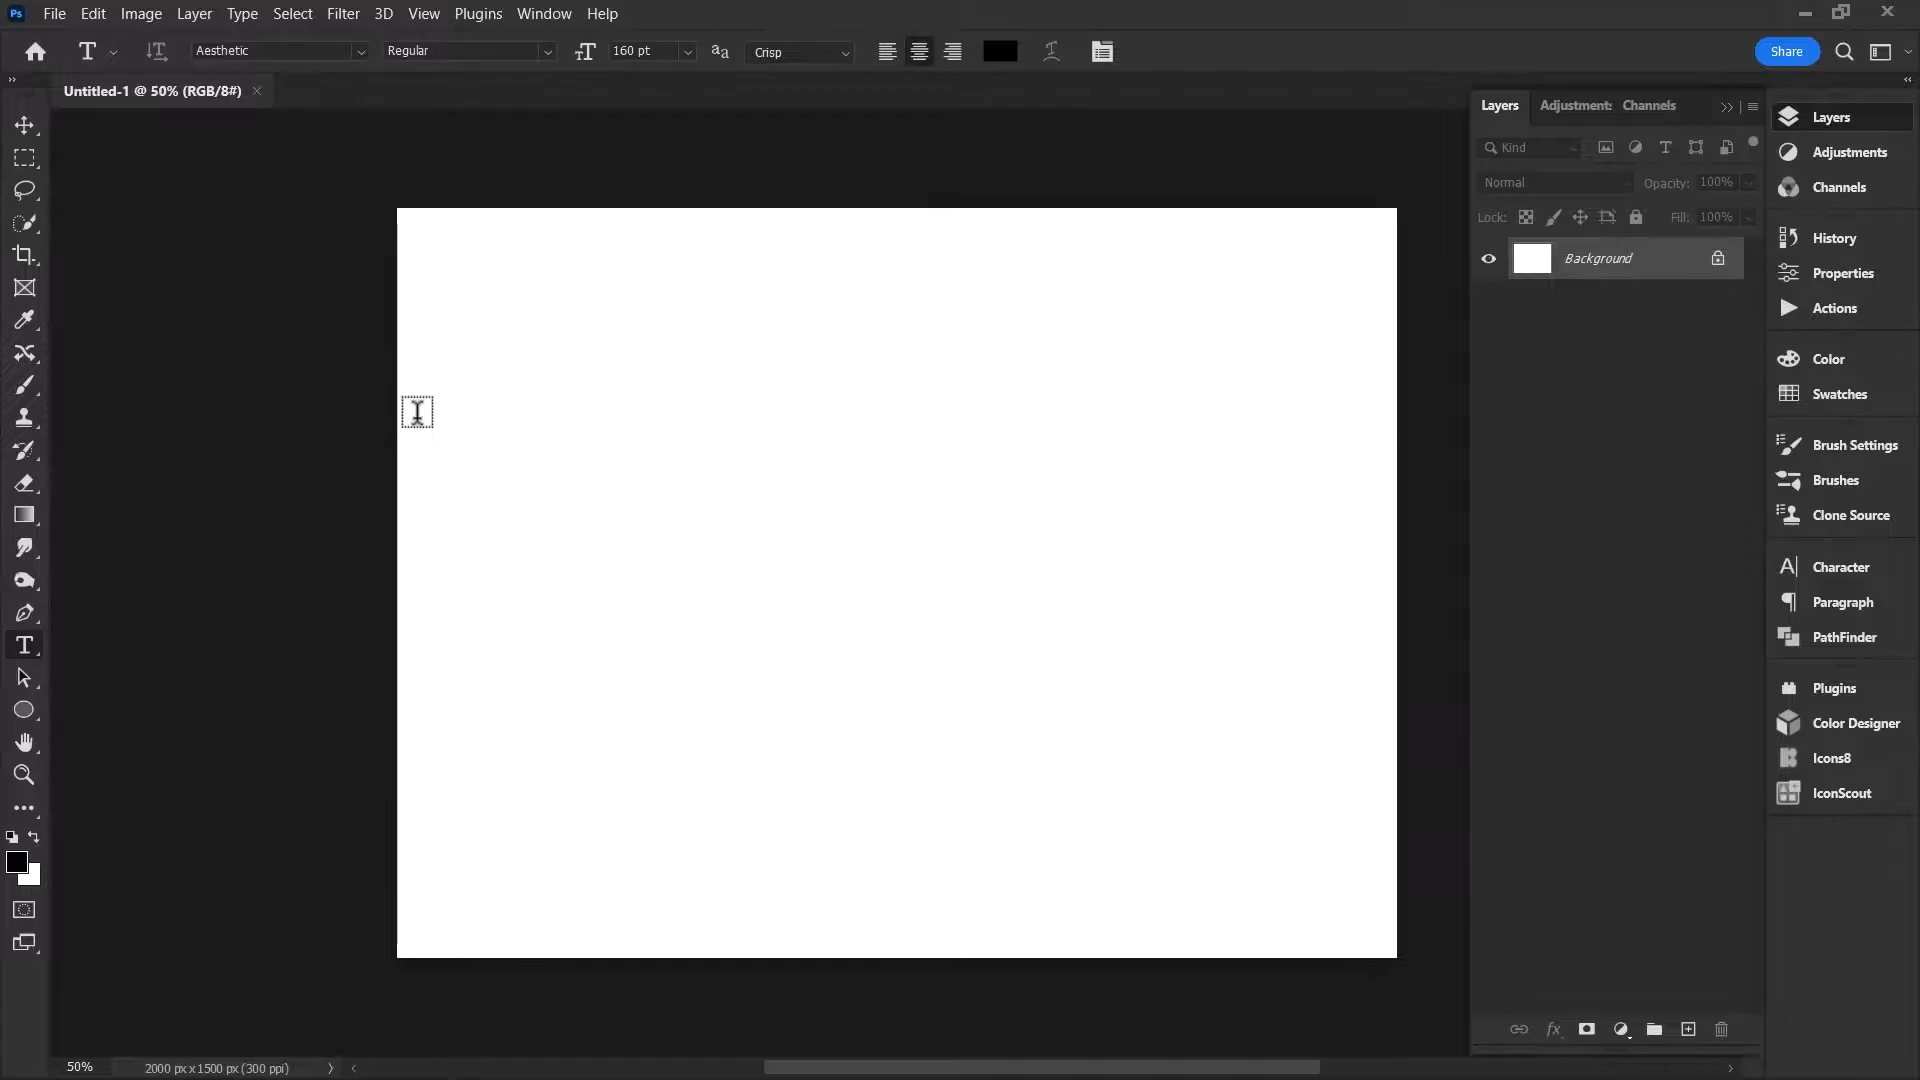 Ps File Edit Image Layer Type Select Filter 3D View Plugins Window Help
Aesthetic Regular 160 pt Crisp Share
Untitled-1 @ 50% (RGB/8#)
Layers Adjustment: Channels
Kind
Normal Opacity: 100%
Lock: Fill: 100%
Background
Layers
Adjustments
Channels
History
Properties
Actions
Color
Swatches
Brush Settings
Brushes
Clone Source
Character
Paragraph
PathFinder
Plugins
Color Designer
Icons8
IconScout
fx
50% 2000 px x 1500 px (300 ppi)